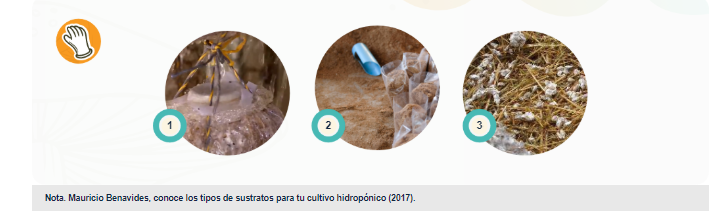 1
2
3
Nota. Mauricio Benavides, conoce los tipos de sustratos para tu cultivo hidropónico (2017).